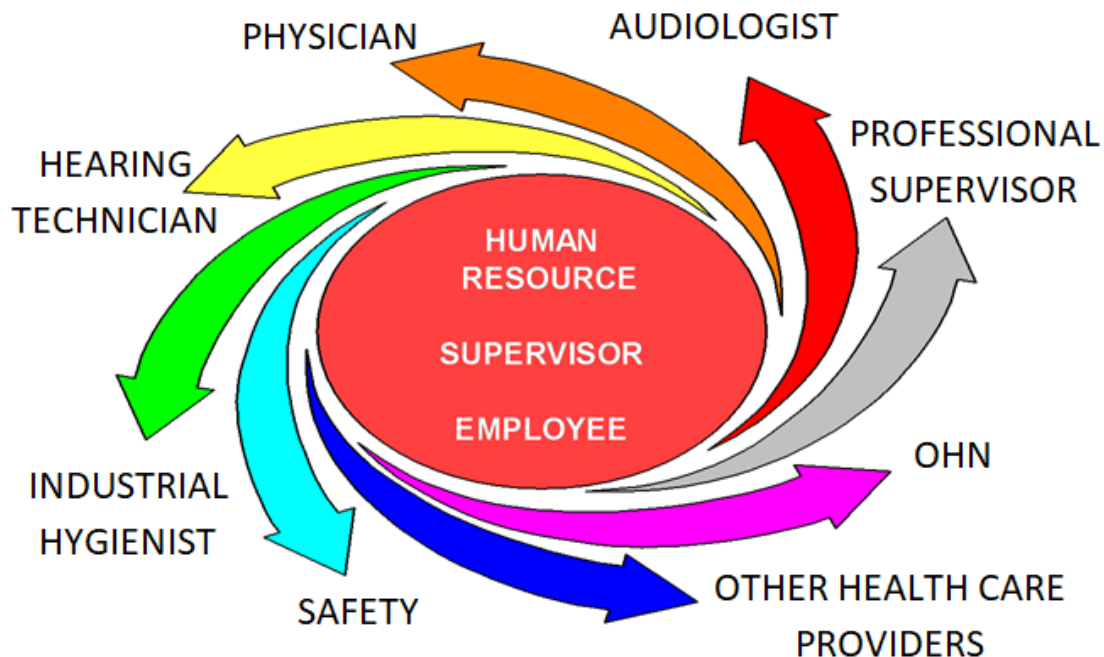 AUDIOLOGIST
PHYSICIAN
PROFESSIONAL
SUPERVISOR
HEARING
TECHNICIAN
HUMAN
RESOURCE
SUPERVISOR
EMPLOYEE
OHN
INDUSTRIAL
HYGIENIST
SAFETY
OTHER HEALTH CARE
PROVIDERS